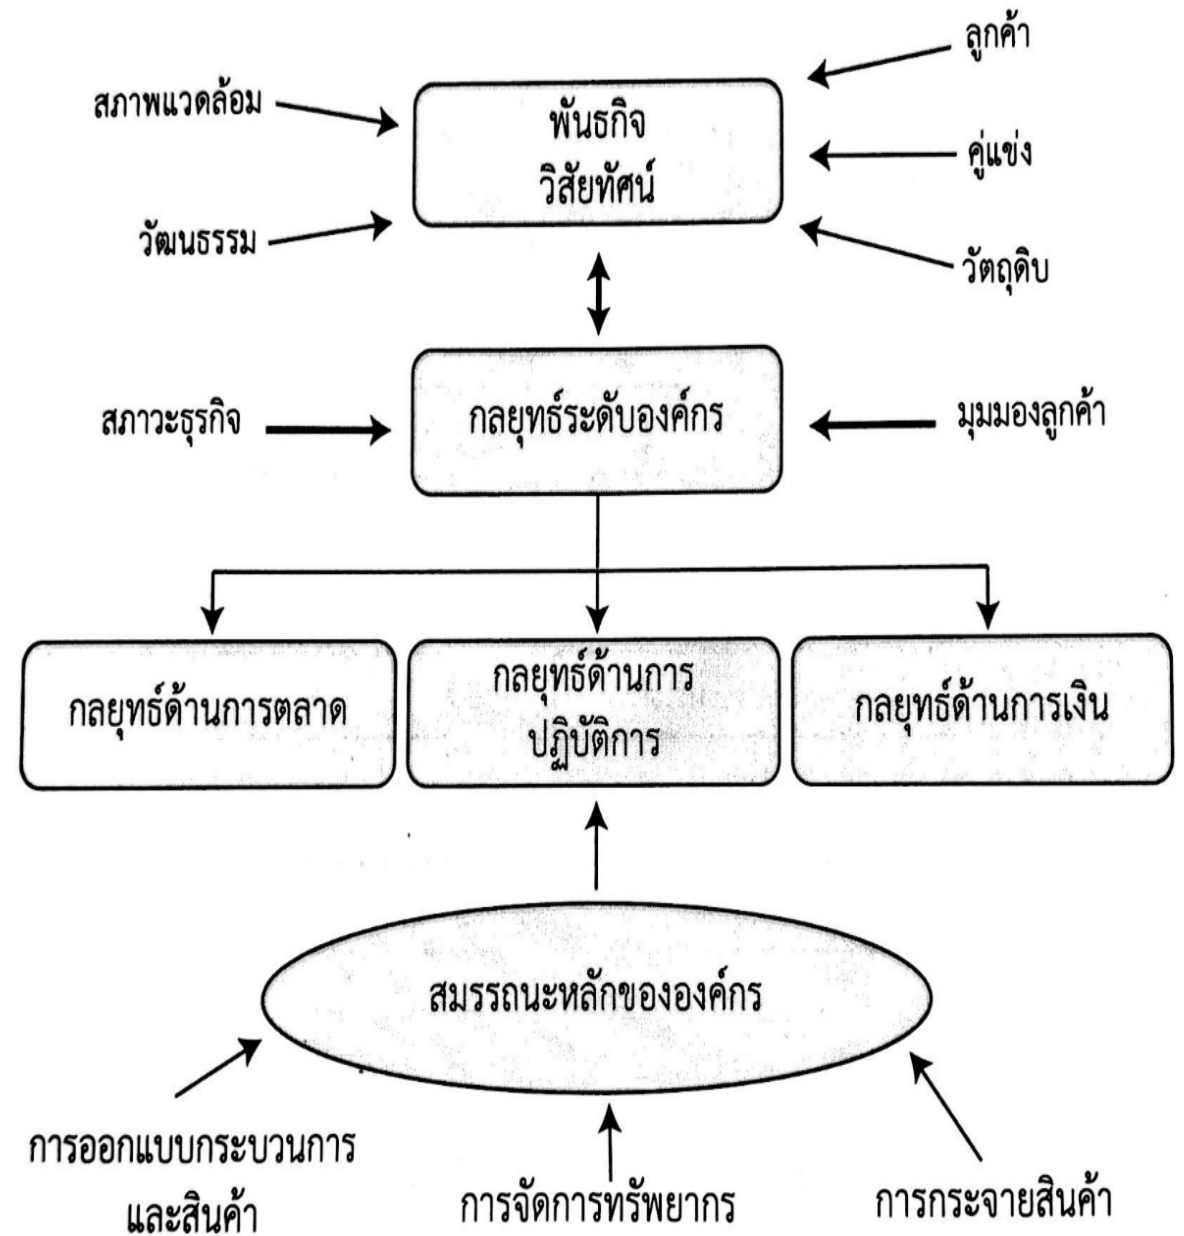 ลูกค้า
สภาพแวดล้อม
พันธกิจ
วิสัยทัศน์
คู่แข่ง
วัฒนธรรม
วัตถุดิบ
สภาวะธุรกิจ
กลยุทธ์ระดับองค์กร
มุมมองลูกค้า
กลยุทธ์ด้านการตลาด
กลยุทธ์ด้านการ
ปฏิบัติการ
กลยุทธ์ด้านการเงิน
สมรรถนะหลักขององค์กร
การออกแบบกระบวนการ
และสินค้า
การจัดการทรัพยากร
การกระจายสินค้า